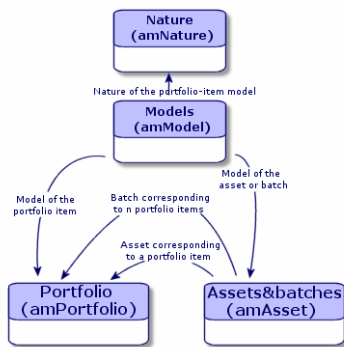 Nature
(amNature)
Nature of the portfolio-item model
Models
(amModel)
Model of the
asset or batch
Model of the
portfolio item
Batch corresponding
to n portfolio items
Asset corresponding
to a portfolio item
Portfolio
(amPortfolio)
Assets&batches
(amAsset)